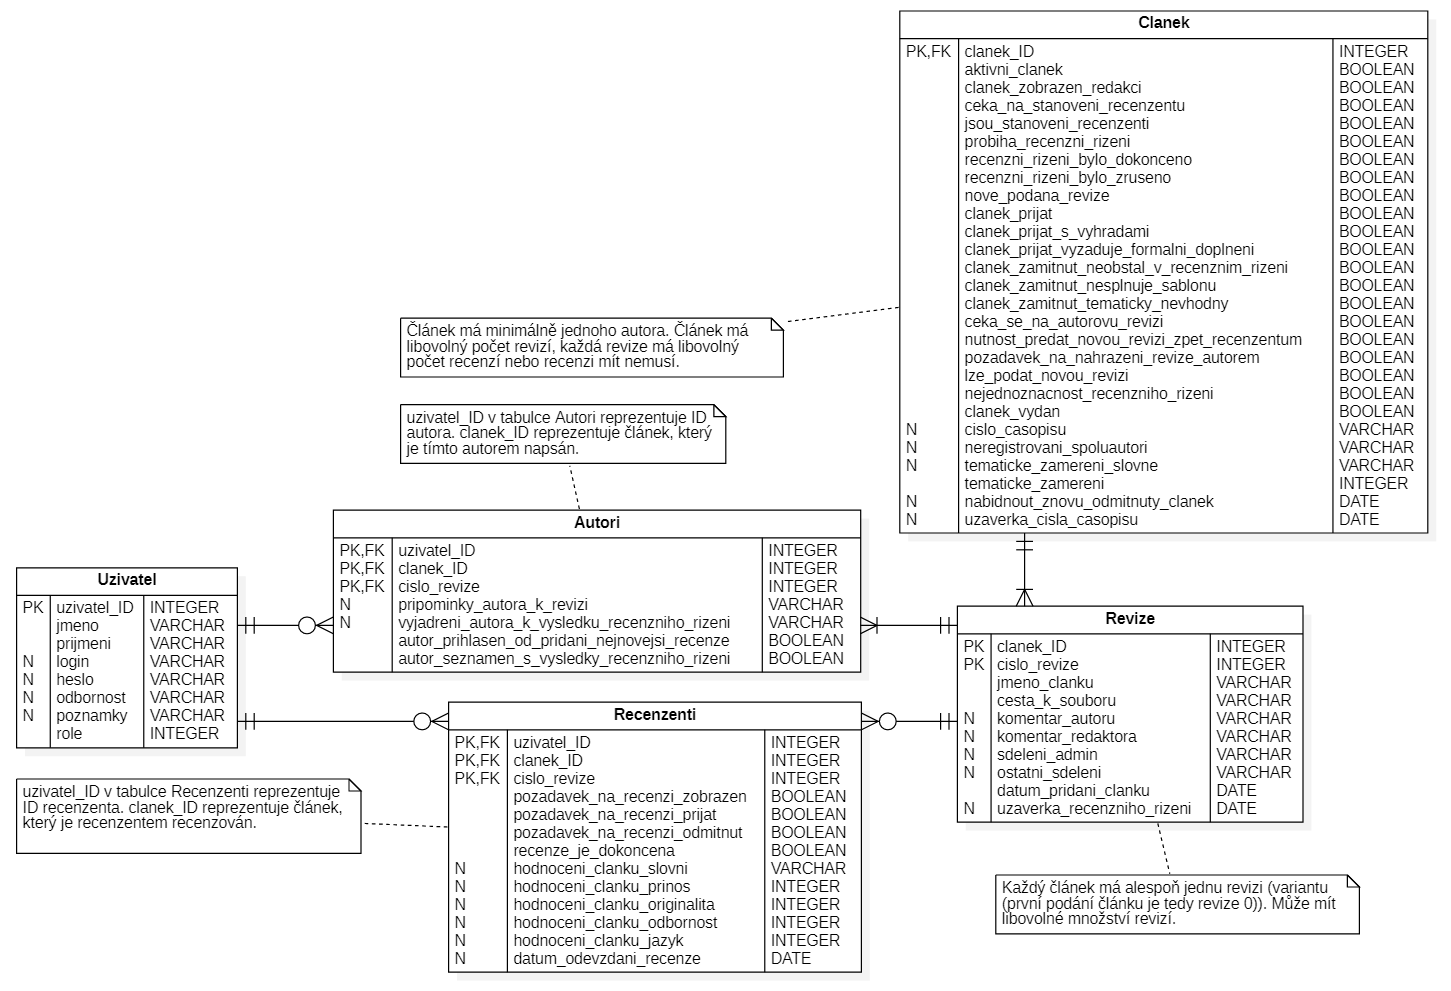 Clanek
PK,FK clanek_ID INTEGER
aktivni_clanek BOOLEAN
clanek_zobrazen_redakci BOOLEAN
ceka_na_stanoveni_recenzentu BOOLEAN
jsou_stanoveni_recenzenti BOOLEAN
probiha_recenzni_rizeni BOOLEAN
recenzni_rizeni_bylo_dokonceno BOOLEAN
recenzni_rizeni_bylo_zruseno BOOLEAN
nove_podana_revize BOOLEAN
clanek_prijat BOOLEAN
clanek_prijat_s_vyhradami BOOLEAN
clanek_prijat_vyzaduje_formalni_doplneni BOOLEAN
clanek_zamitnut_neobstal_v_recenznim_rizeni BOOLEAN
clanek_zamitnut_nesplnuje_sablonu BOOLEAN
clanek_zamitnut_tematicky_nevhodny BOOLEAN
ceka_se_na_autorovu_revizi BOOLEAN
nutnost_predat_novou_revizi_zpet_recenzentum BOOLEAN
pozadavek_na_nahrazeni_revize_autorem BOOLEAN
lze_podat_novou_revizi BOOLEAN
nejednoznacnost_recenzniho_rizeni BOOLEAN
clanek_vydan BOOLEAN
N cislo_casopisu VARCHAR
N neregistrovani_spoluautori VARCHAR
N tematicke_zamereni_slovne VARCHAR
tematicke_zamereni INTEGER
N nabidnout_znovu_odmitnuty_clanek DATE
N uzaverka_cisla_casopisu DATE
Článek má minimálně jednoho autora. Článek má
libovolný počet revizí, každá revize má libovolný
počet recenzí nebo recenzi mít nemusí.
uzivatel_ID v tabulce Autori reprezentuje ID
autora. clanek_ID reprezentuje článek, který
je tímto autorem napsán.
Autori
PK,FK uzivatel_ID INTEGER
PK,FK clanek_ID INTEGER
PK,FK cislo_revize INTEGER
N pripominky_autora_k_revizi VARCHAR
N vyjadreni_autora_k_vysledku_recenzniho_rizeni VARCHAR
autor_prihlasen_od_pridani_nejnovejsi_recenze BOOLEAN
autor_seznamen_s_vysledky_recenzniho_rizeni BOOLEAN
Uzivatel
PK uzivatel_ID INTEGER
jmeno VARCHAR
prijmeni VARCHAR
N login VARCHAR
N heslo VARCHAR
N odbornost VARCHAR
N poznamky VARCHAR
role INTEGER
Revize
PK clanek_ID INTEGER
PK cislo_revize INTEGER
jmeno_clanku VARCHAR
cesta_k_souboru VARCHAR
N komentar_autoru VARCHAR
N komentar_redaktora VARCHAR
N sdeleni_admin VARCHAR
N ostatni_sdeleni VARCHAR
datum_pridani_clanku DATE
N uzaverka_recenzniho_rizeni DATE
Recenzenti
PK,FK uzivatel_ID INTEGER
PK,FK clanek_ID INTEGER
PK,FK cislo_revize INTEGER
pozadavek_na_recenzi_zobrazen BOOLEAN
pozadavek_na_recenzi_prijat BOOLEAN
pozadavek_na_recenzi_odmitnut BOOLEAN
recenze_je_dokoncena BOOLEAN
N hodnoceni_clanku_slovni VARCHAR
N hodnoceni_clanku_prinos INTEGER
N hodnoceni_clanku_originalita INTEGER
N hodnoceni_clanku_odbornost INTEGER
N hodnoceni_clanku_jazyk INTEGER
N datum_odevzdani_recenze DATE
uzivatel_ID v tabulce Recenzenti reprezentuje
ID recenzenta. clanek_ID reprezentuje článek,
který je recenzentem recenzován.
Každý článek má alespoň jednu revizi (variantu
(první podání článku je tedy revize 0)). Může mít
libovolné množství revizí.